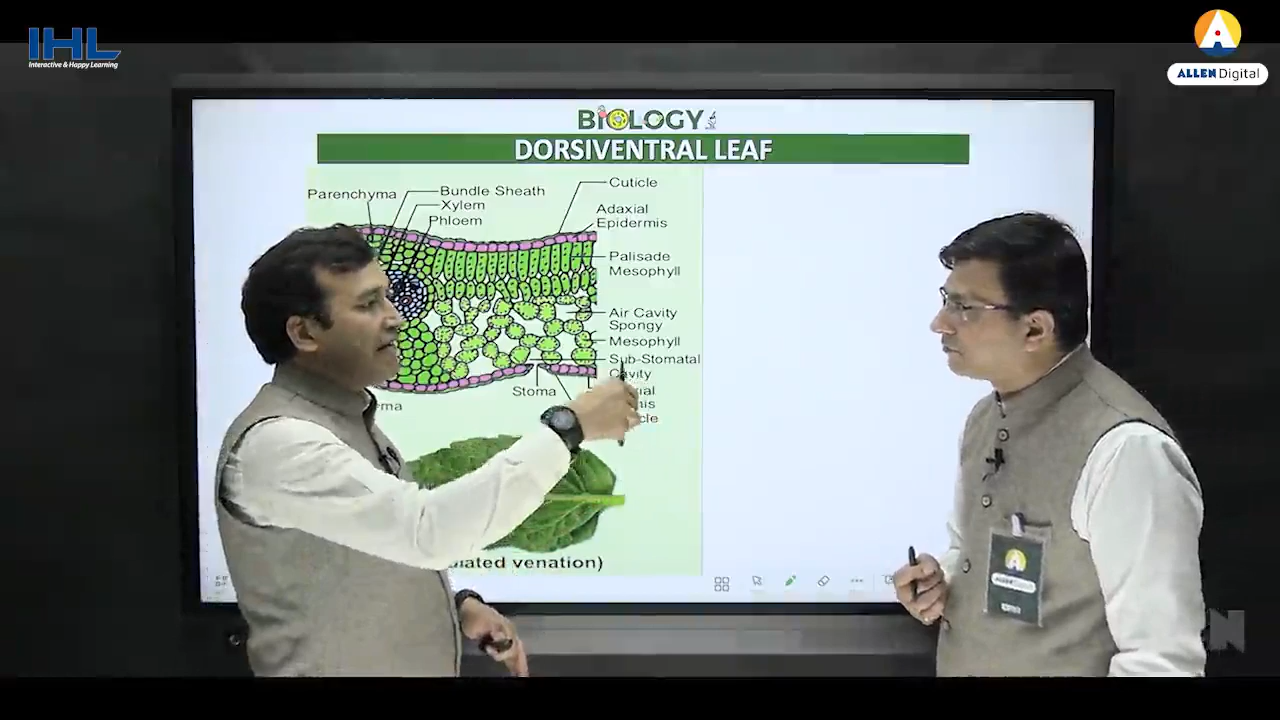 IHL
Interactive & Happy Learning
ALLEN Digital
BIOLOGY
DORSIVENTRAL LEAF
Parenchyma
Bundle Sheath
Xylem
Phloem
Cuticle
Adaxial
Epidermis
Palisade
Mesophyll
Air Cavity
Spongy
Mesophyll
Sub-Stomatal
Cavity
Stoma
venation)
ALLEN